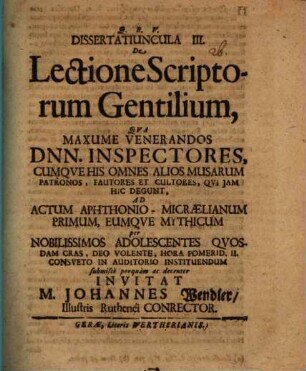 DISSERTATIUNCULA III.
De
Lectione Scripto-
rum Gentilium,
QVA
MAXUME VENERANDOS
DNN. INSPECTORES,
CUMQVE HIS OMNES ALIOS MUSARUM
PATRONOS, FAUTORES ET CULTORES, QVI JAM
HIC DEGUNT,
AD
ACTUM APHTHONIO-MICRÆLIANUM
PRIMUM, EUMQVE MYTHICUM
per
NOBILISSIMOS ADOLESCENTES QVOS-
DAM CRAS, DEO VOLENTE, HORA POMERID. II.
CONSVETO IN AUDITORIO INSTITUENDUM
submissè perqvàm ac decenter
INVITAT
M. JOHANNES Wendler/
Illustris Ruthenei CONRECTOR.
GERÆ, literis WERTHERIANIS.